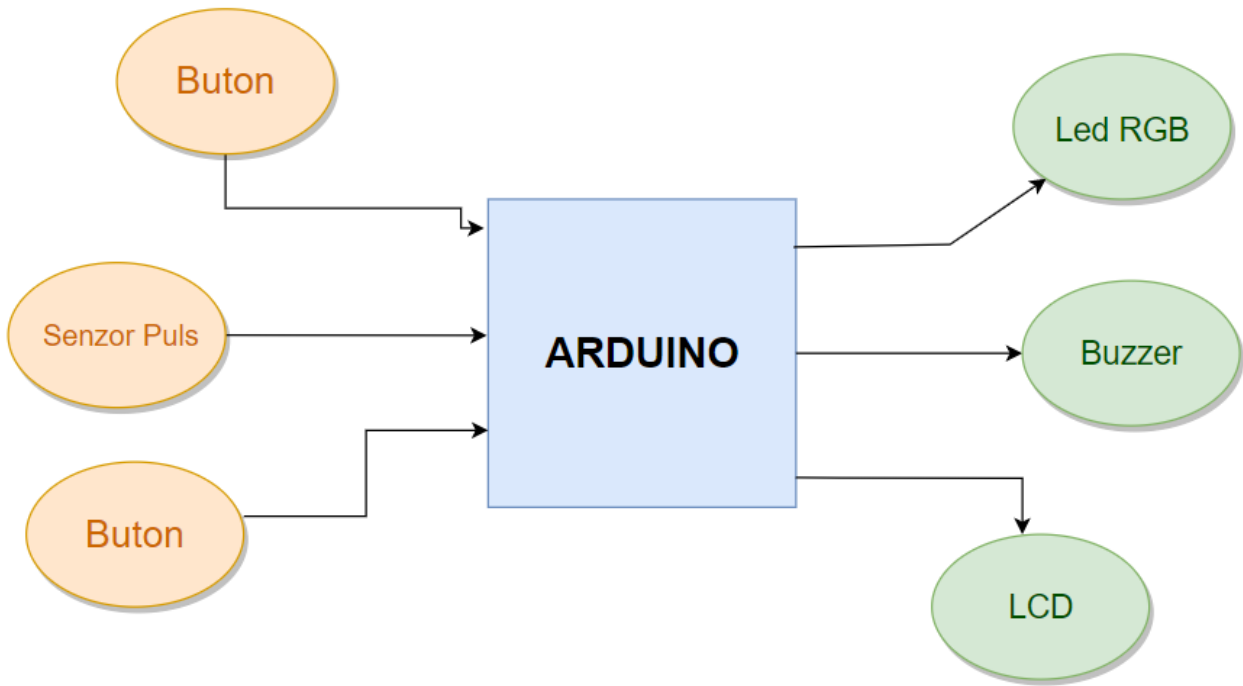 Buton
Senzor Puls
Buton
ARDUINO
Led RGB
Buzzer
LCD